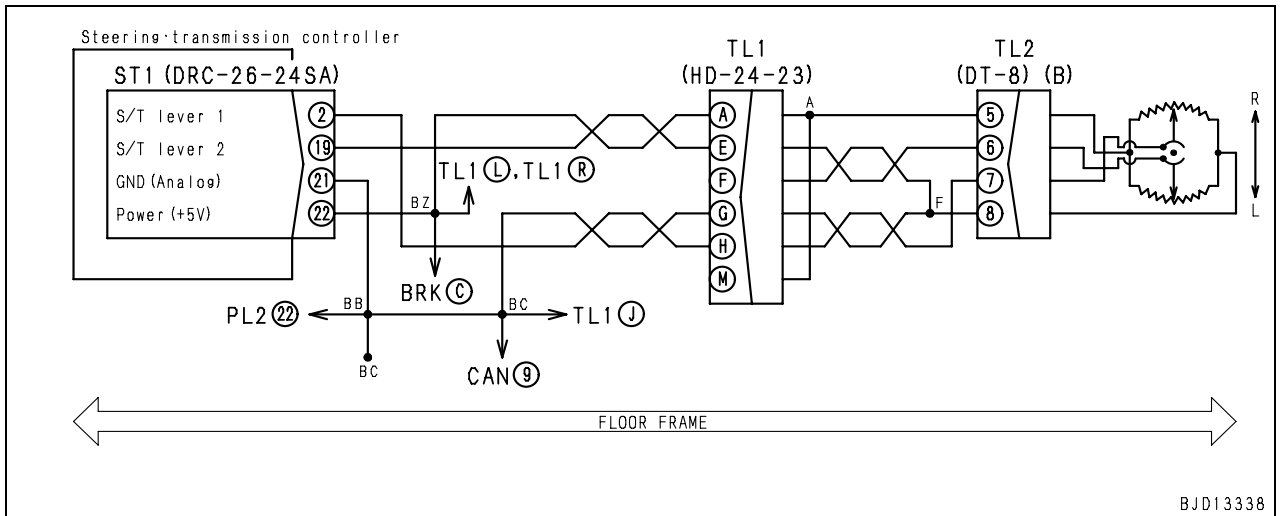 Steering·transmission controller
ST1 (DRC-26-24SA)
S/T lever 1
2
S/T lever 2
19
GND (Analog)
21
Power (+5V)
22
BZ
TL1 L, TL1 R
BRK C
PL2 22
BB
BC
BC
TL1 J
CAN 9
TL1
(HD-24-23)
A
E
F
G
H
M
A
F
TL2
(DT-8) (B)
5
6
7
8
R
L
FLOOR FRAME
BJD13338